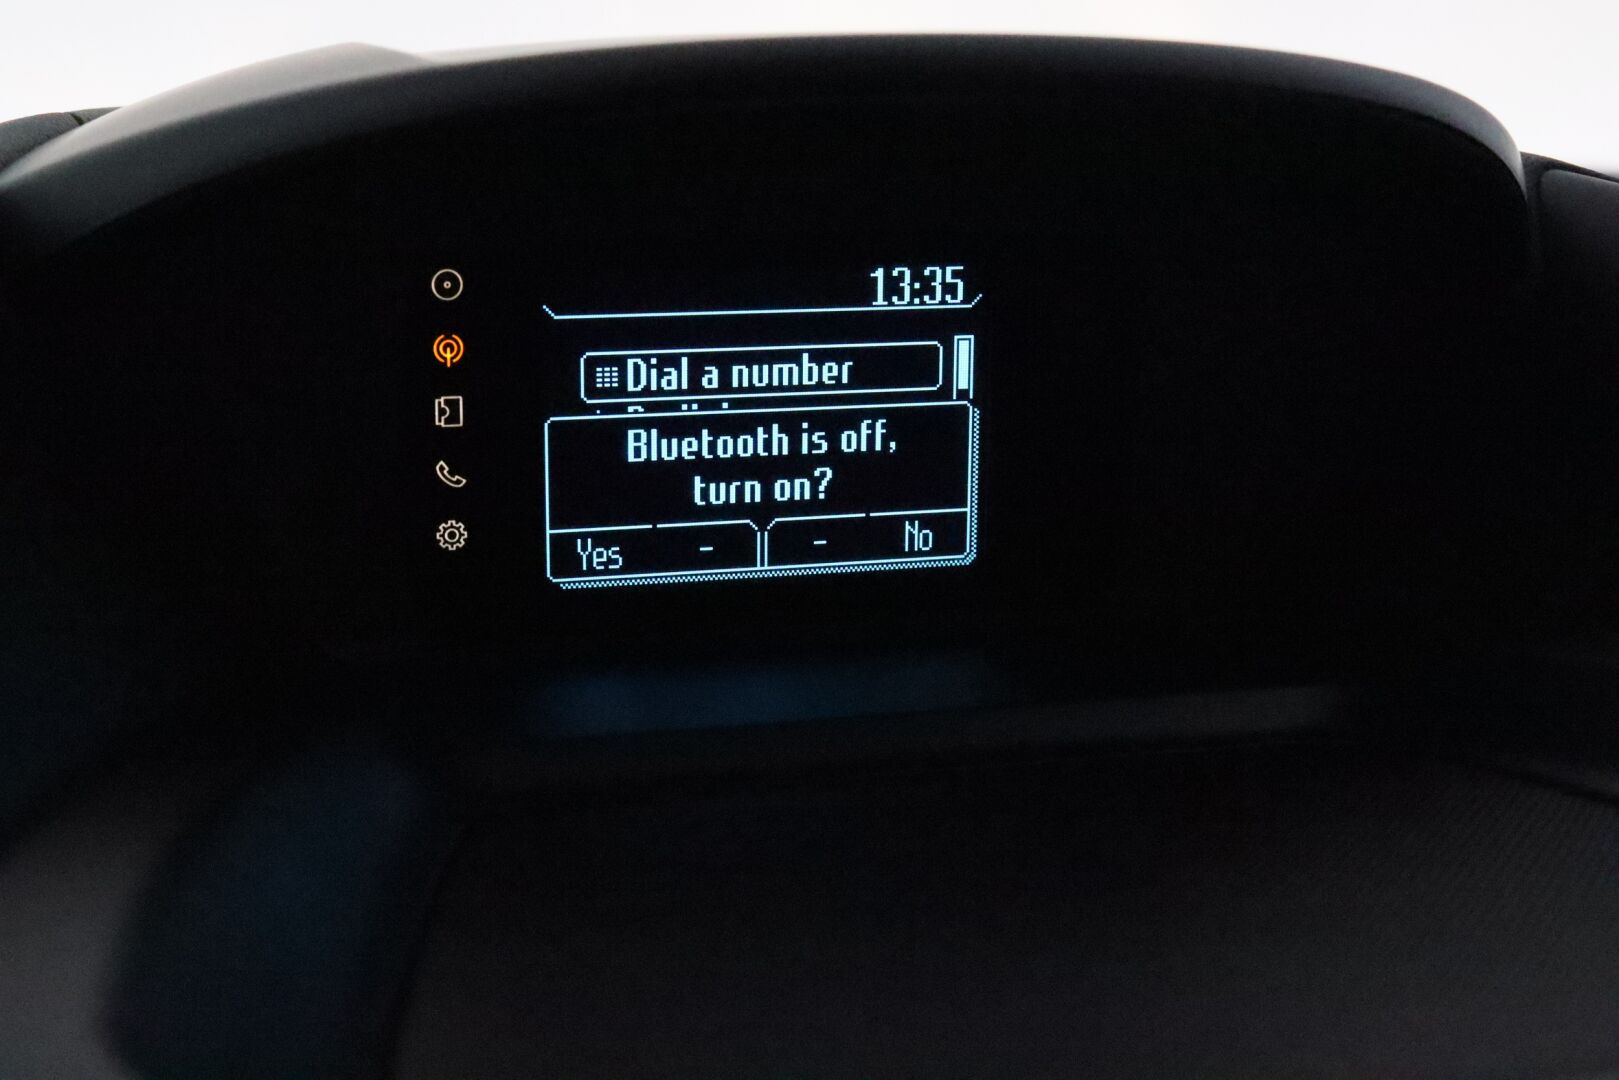 13:35
Dial a number
Bluetooth is off,
turn on?
Yes - - No